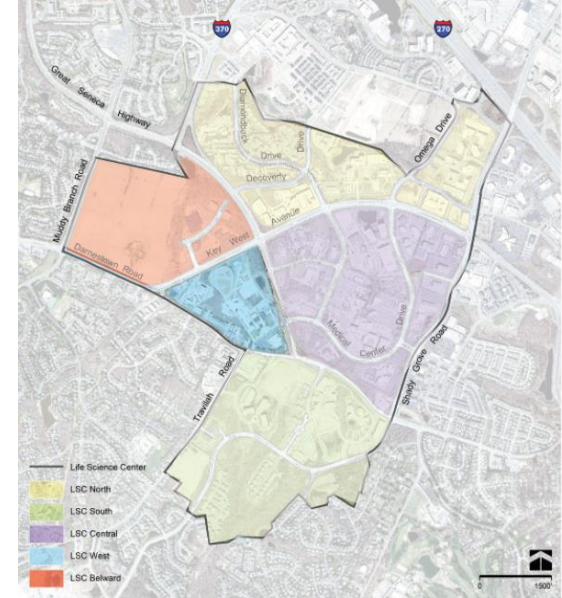 370
270
Great Seneca Highway
Diamondback Drive
Drive
Omega Drive
Decoverly
Muddy Branch Road
Avenue
Key West
Darnestown Road
Medical Center Drive
Travilah Road
Shady Grove Road
Life Science Center
LSC North
LSC South
LSC Central
LSC West
LSC Belward
0 1500'